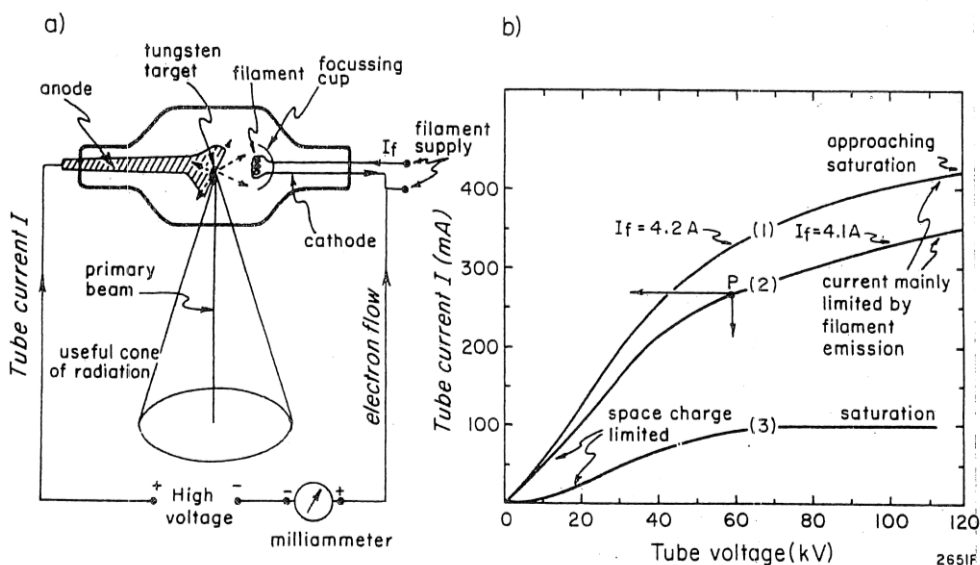 a)
tungsten
target
anode
filament
focussing
cup
filament
supply
If
cathode
primary
beam
useful cone
of radiation
Tube current I
electron flow
+ High - - +
voltage
milliammeter
b)
Tube current I (mA)
400
300
200
100
0
0 20 40 60 80 100 120
Tube voltage (kV)
approaching
saturation
If = 4.2 A
(1)
If = 4.1A
P
(2)
current mainly
limited by
filament
emission
space charge
limited
(3)
saturation
2651F